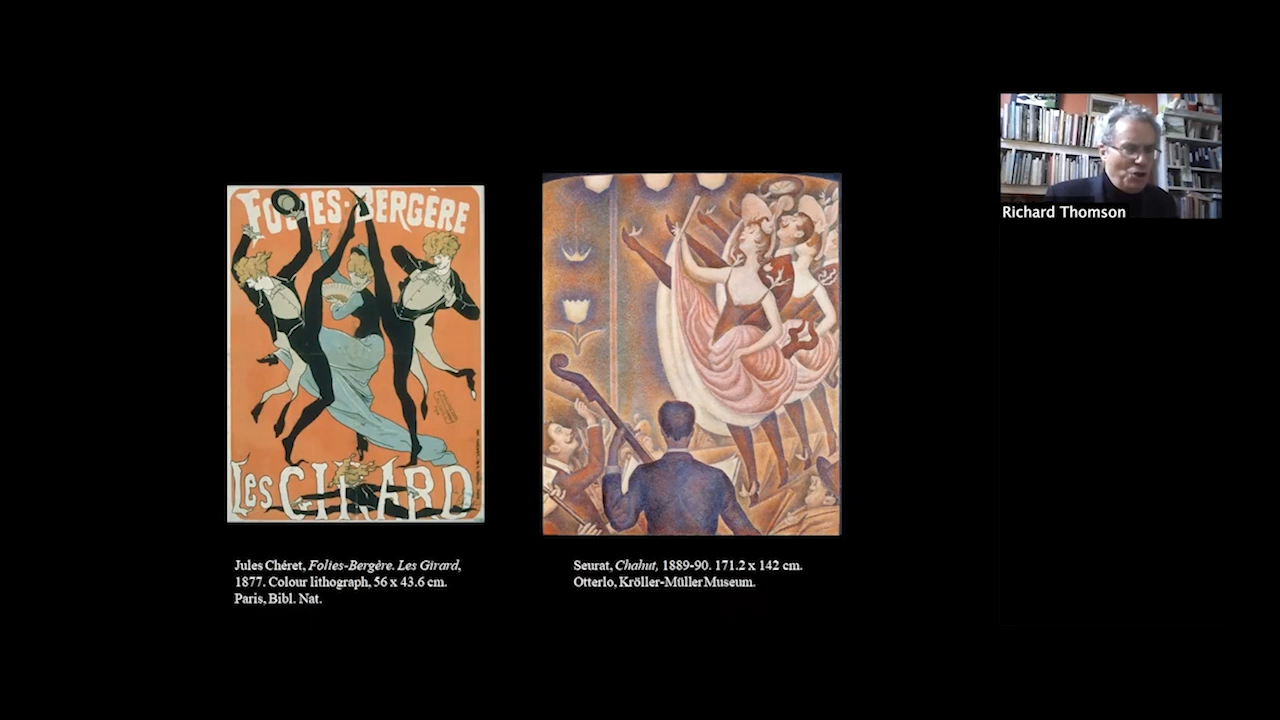 FOLIES-BERGÈRE
Les GIRARD
Jules Chéret, Folies-Bergère. Les Girard,
1877. Colour lithograph, 56 x 43.6 cm.
Paris, Bibl. Nat.
Seurat, Chahut, 1889-90. 171.2 x 142 cm.
Otterlo, Kröller-Müller Museum.
Richard Thomson